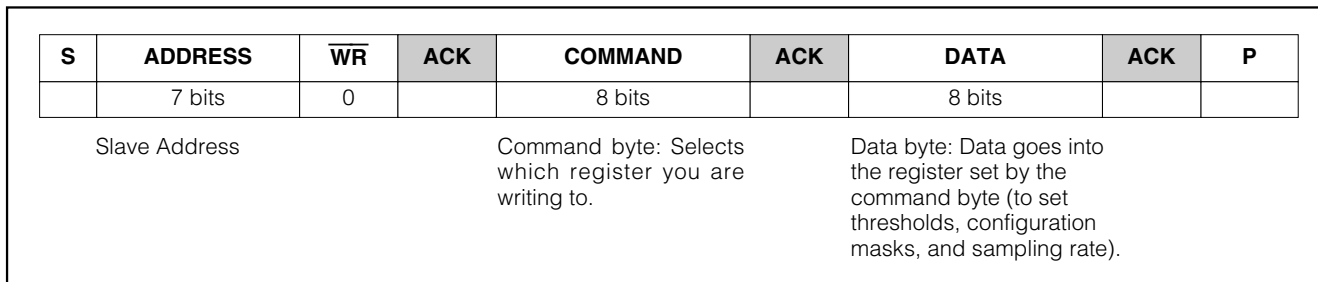 S ADDRESS WR ACK COMMAND ACK DATA ACK P
7 bits 0 8 bits 8 bits
Slave Address
Command byte: Selects
which register you are
writing to.
Data byte: Data goes into
the register set by the
command byte (to set
thresholds, configuration
masks, and sampling rate).